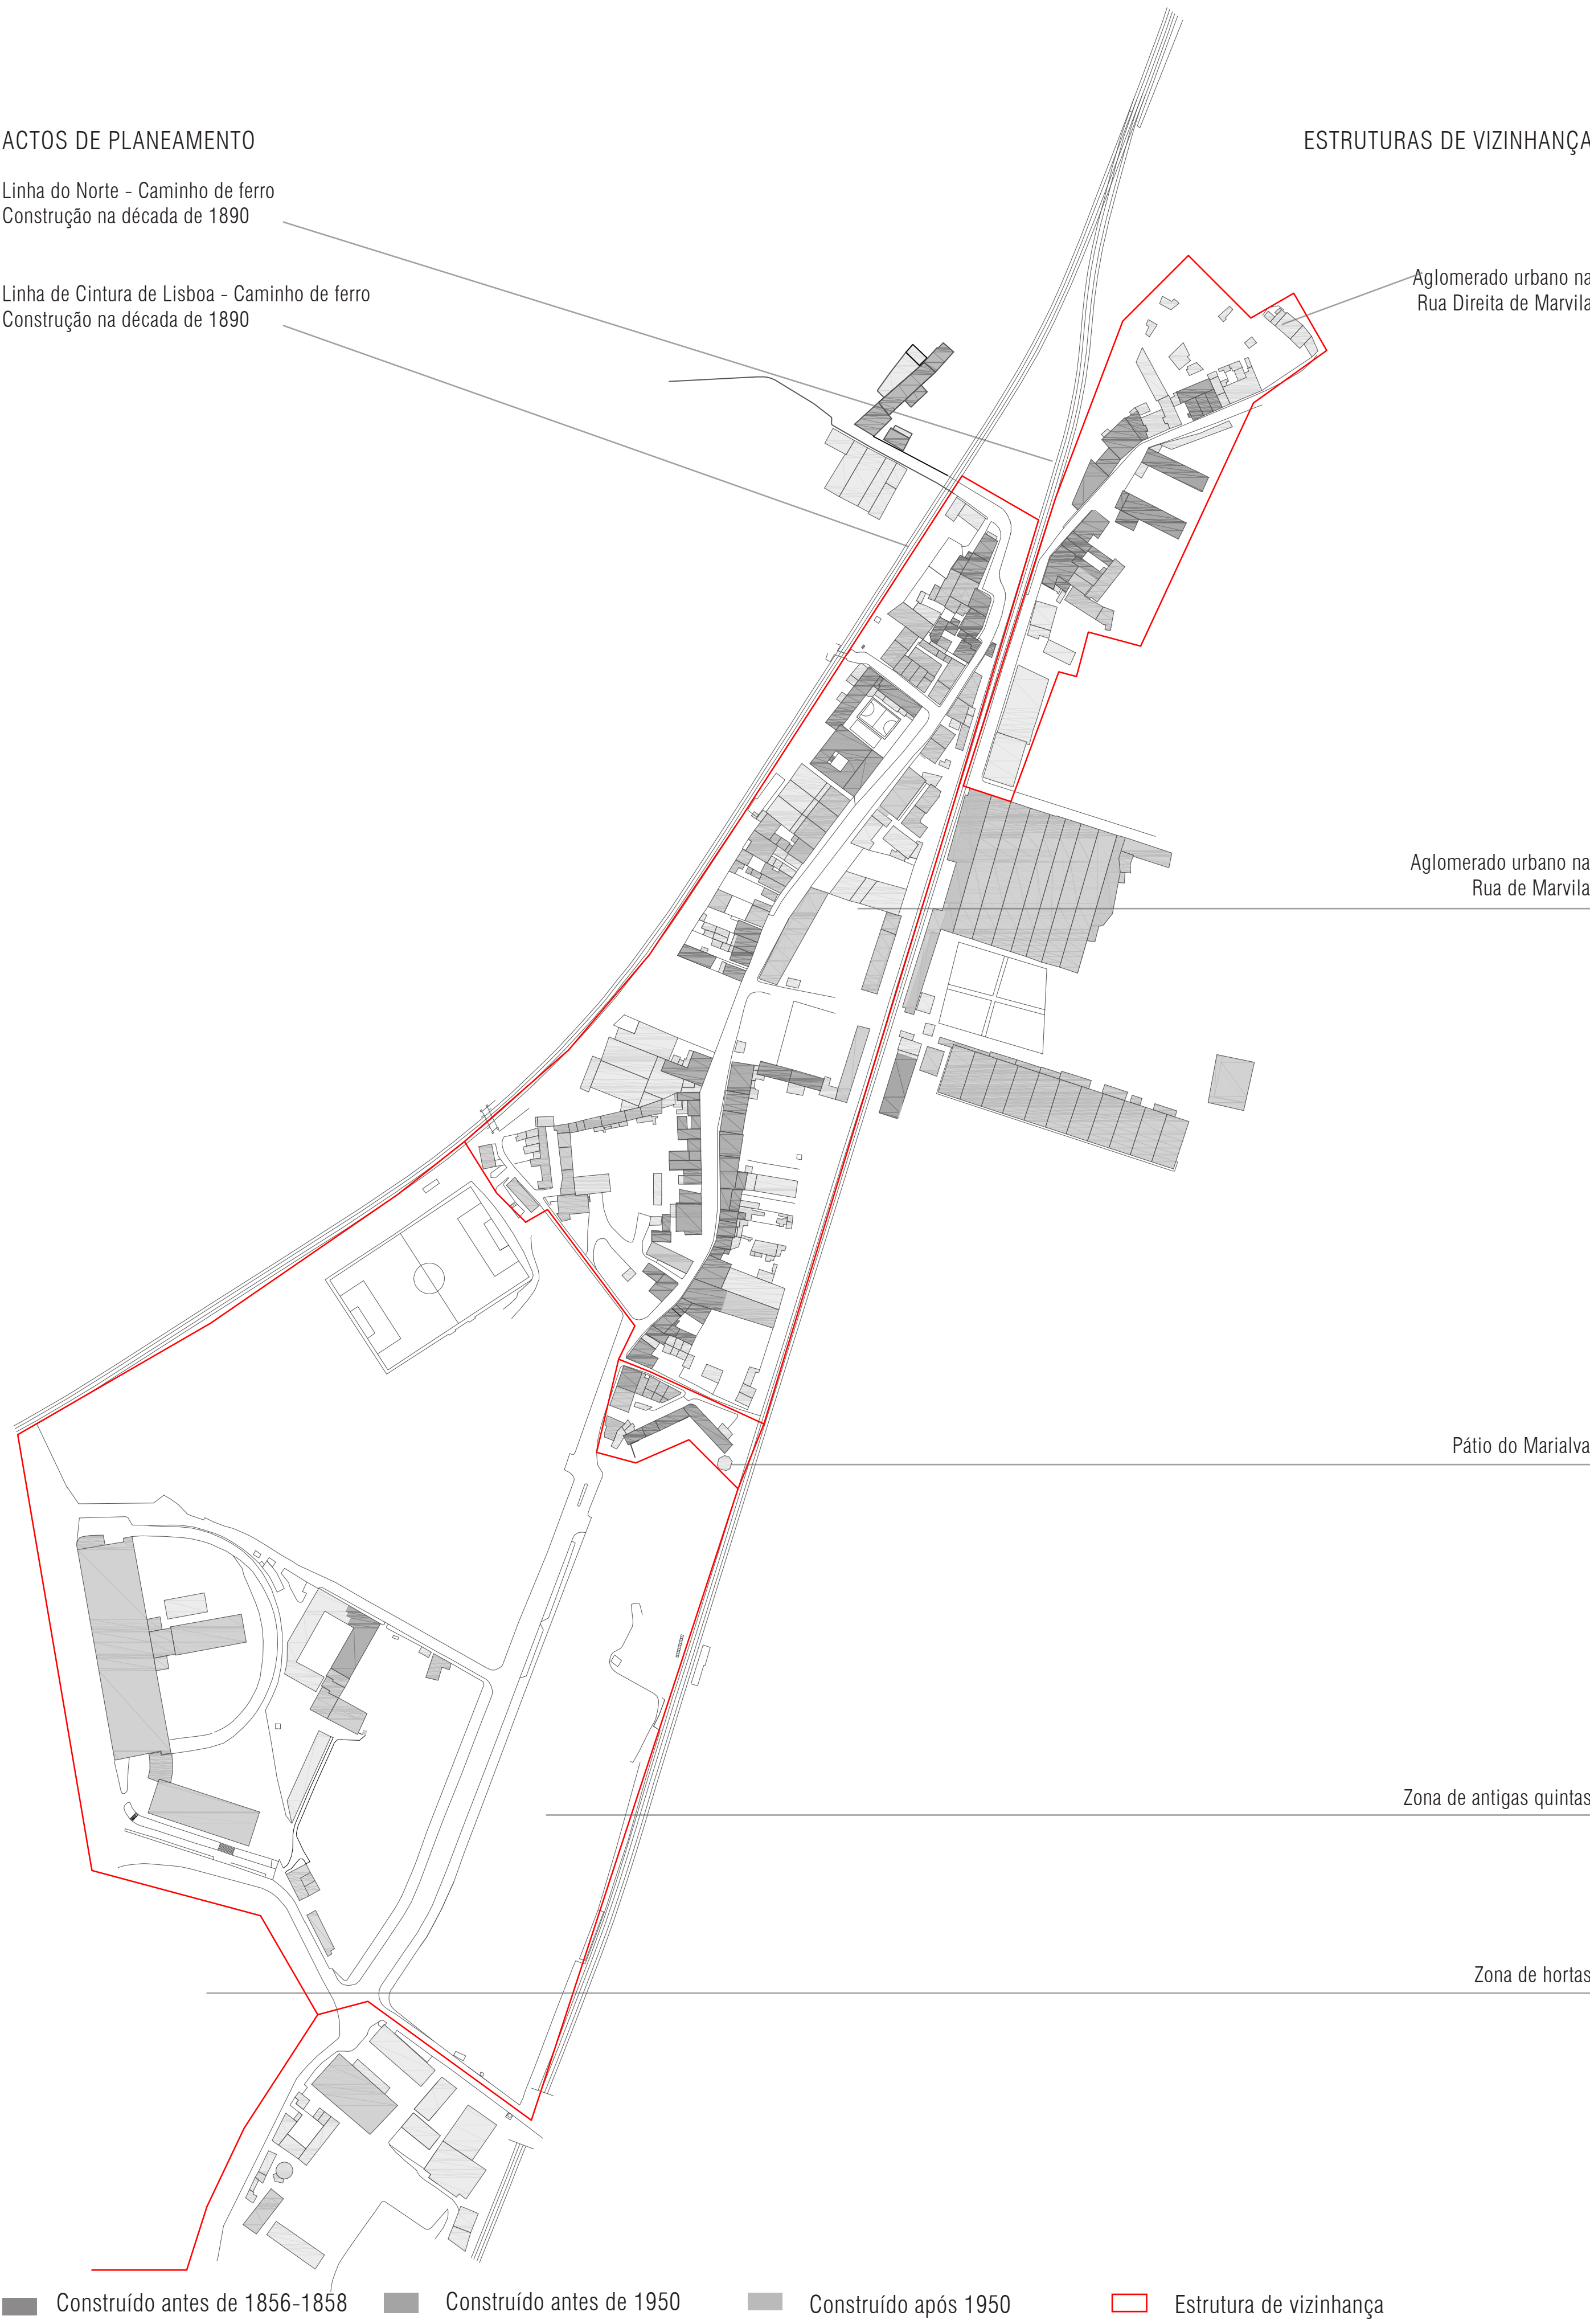 ACTOS DE PLANEAMENTO
ESTRUTURAS DE VIZINHANÇA
Linha do Norte - Caminho de ferro
Construção na década de 1890
Aglomerado urbano na
Rua Direita de Marvila
Linha de Cintura de Lisboa - Caminho de ferro
Construção na década de 1890
Aglomerado urbano na
Rua de Marvila
Pátio do Marialva
Zona de antigas quintas
Zona de hortas
Construído antes de 1856-1858
Construído antes de 1950
Construído após 1950
Estrutura de vizinhança